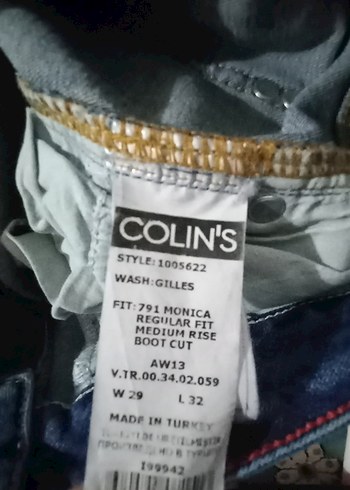 COLIN'S
STYLE:1005622
WASH:GILLES
FIT:791 MONICA
REGULAR FIT
MEDIUM RISE
BOOT CUT
AW13
V.TR.00.34.02.059
W 29 L 32
MADE IN TURKEY
199942